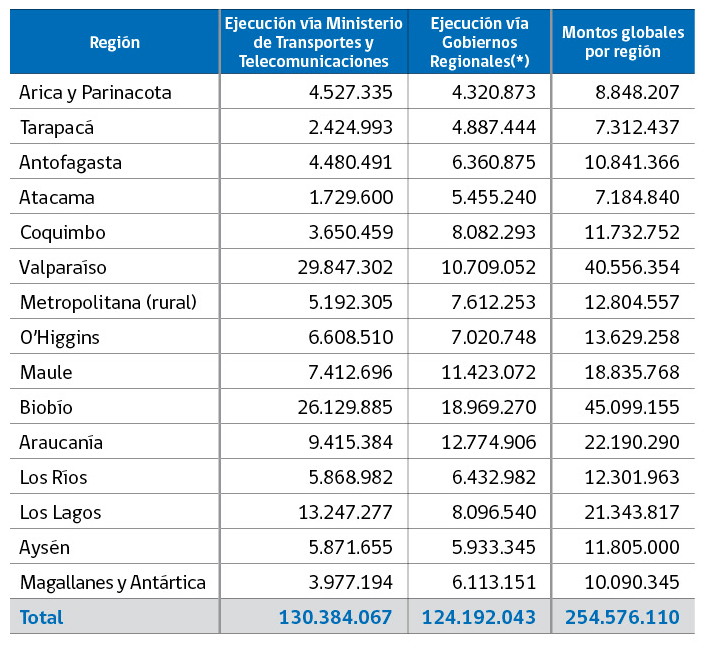 Región
Ejecución vía Ministerio
de Transportes y
Telecomunicaciones
Ejecución vía
Gobiernos
Regionales(*)
Montos globales
por región
Arica y Parinacota 4.527.335 4.320.873 8.848.207
Tarapacá 2.424.993 4.887.444 7.312.437
Antofagasta 4.480.491 6.360.875 10.841.366
Atacama 1.729.600 5.455.240 7.184.840
Coquimbo 3.650.459 8.082.293 11.732.752
Valparaíso 29.847.302 10.709.052 40.556.354
Metropolitana (rural) 5.192.305 7.612.253 12.804.557
O’Higgins 6.608.510 7.020.748 13.629.258
Maule 7.412.696 11.423.072 18.835.768
Biobío 26.129.885 18.969.270 45.099.155
Araucanía 9.415.384 12.774.906 22.190.290
Los Ríos 5.868.982 6.432.982 12.301.963
Los Lagos 13.247.277 8.096.540 21.343.817
Aysén 5.871.655 5.933.345 11.805.000
Magallanes y Antártica 3.977.194 6.113.151 10.090.345
Total 130.384.067 124.192.043 254.576.110